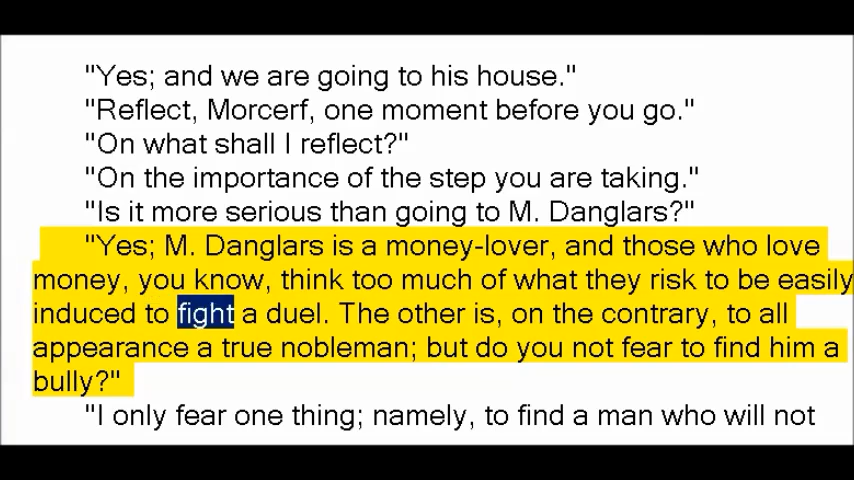 "Yes; and we are going to his house."
"Reflect, Morcerf, one moment before you go."
"On what shall I reflect?"
"On the importance of the step you are taking."
"Is it more serious than going to M. Danglars?"
"Yes; M. Danglars is a money-lover, and those who love
money, you know, think too much of what they risk to be easily
induced to fight a duel. The other is, on the contrary, to all
appearance a true nobleman; but do you not fear to find him a
bully?"
"I only fear one thing; namely, to find a man who will not